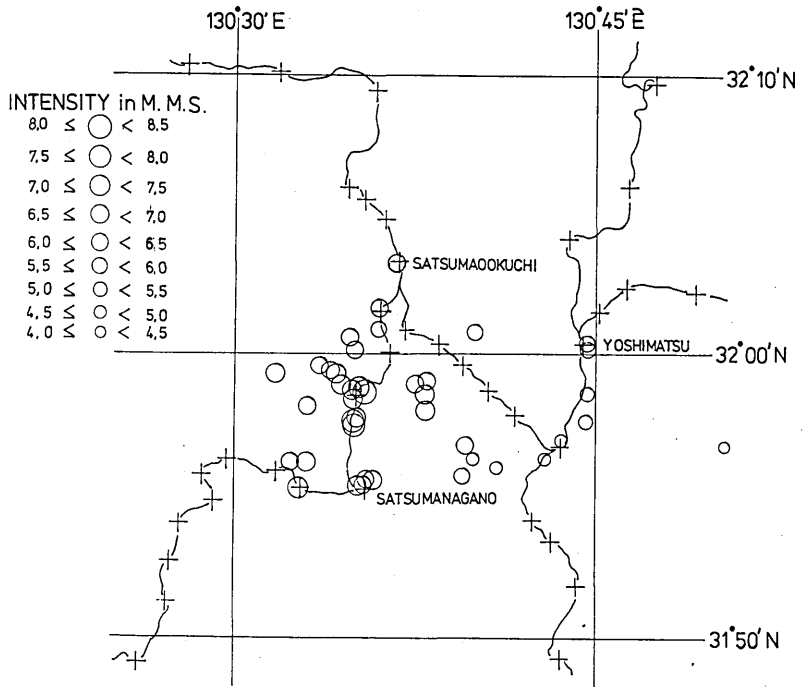 130°30'E
130°45'E
32°10'N
INTENSITY in M. M. S.
8.0 ≤ ○ < 8.5
7.5 ≤ ○ < 8.0
7.0 ≤ ○ < 7.5
6.5 ≤ ○ < 7.0
6.0 ≤ ○ < 6.5
5.5 ≤ ○ < 6.0
5.0 ≤ ○ < 5.5
4.5 ≤ ○ < 5.0
4.0 ≤ ○ < 4.5
SATSUMAOOKUCHI
YOSHIMATSU
32°00'N
SATSUMANAGANO
31°50'N